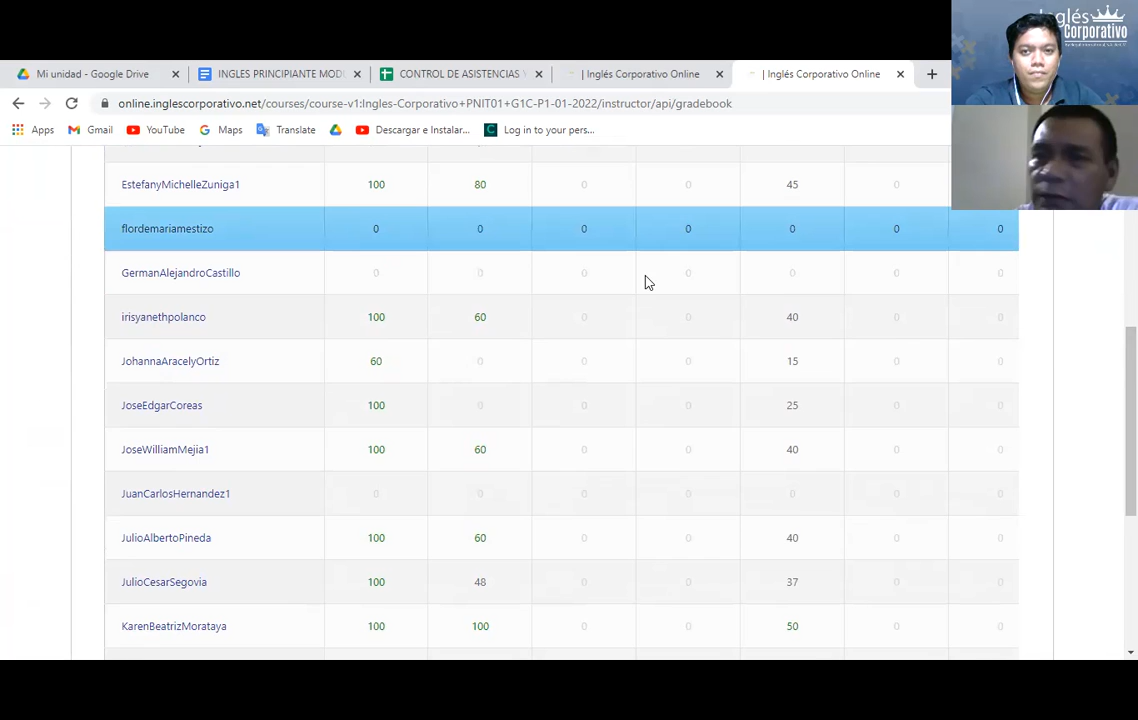 Inglés
Corporativo
Mi unidad - Google Drive
INGLES PRINCIPIANTE MODU
CONTROL DE ASISTENCIAS Y
| Inglés Corporativo Online
| Inglés Corporativo Online
online.inglescorporativo.net/courses/course-v1:Ingles-Corporativo+PNIT01+G1C-P1-01-2022/instructor/api/gradebook
Apps Gmail YouTube Maps Translate Descargar e Instalar... Log in to your pers...
EstefanyMichelleZuniga1 100 80 0 0 45 0
flordemariamestizo 0 0 0 0 0 0 0
GermanAlejandroCastillo 0 0 0 0 0 0 0
irisyanethpolanco 100 60 0 0 40 0 0
JohannaAracelyOrtiz 60 0 0 0 15 0 0
JoseEdgarCoreas 100 0 0 0 25 0 0
JoseWilliamMejia1 100 60 0 0 40 0 0
JuanCarlosHernandez1 0 0 0 0 0 0 0
JulioAlbertoPineda 100 60 0 0 40 0 0
JulioCesarSegovia 100 48 0 0 37 0 0
KarenBeatrizMorataya 100 100 0 0 50 0 0